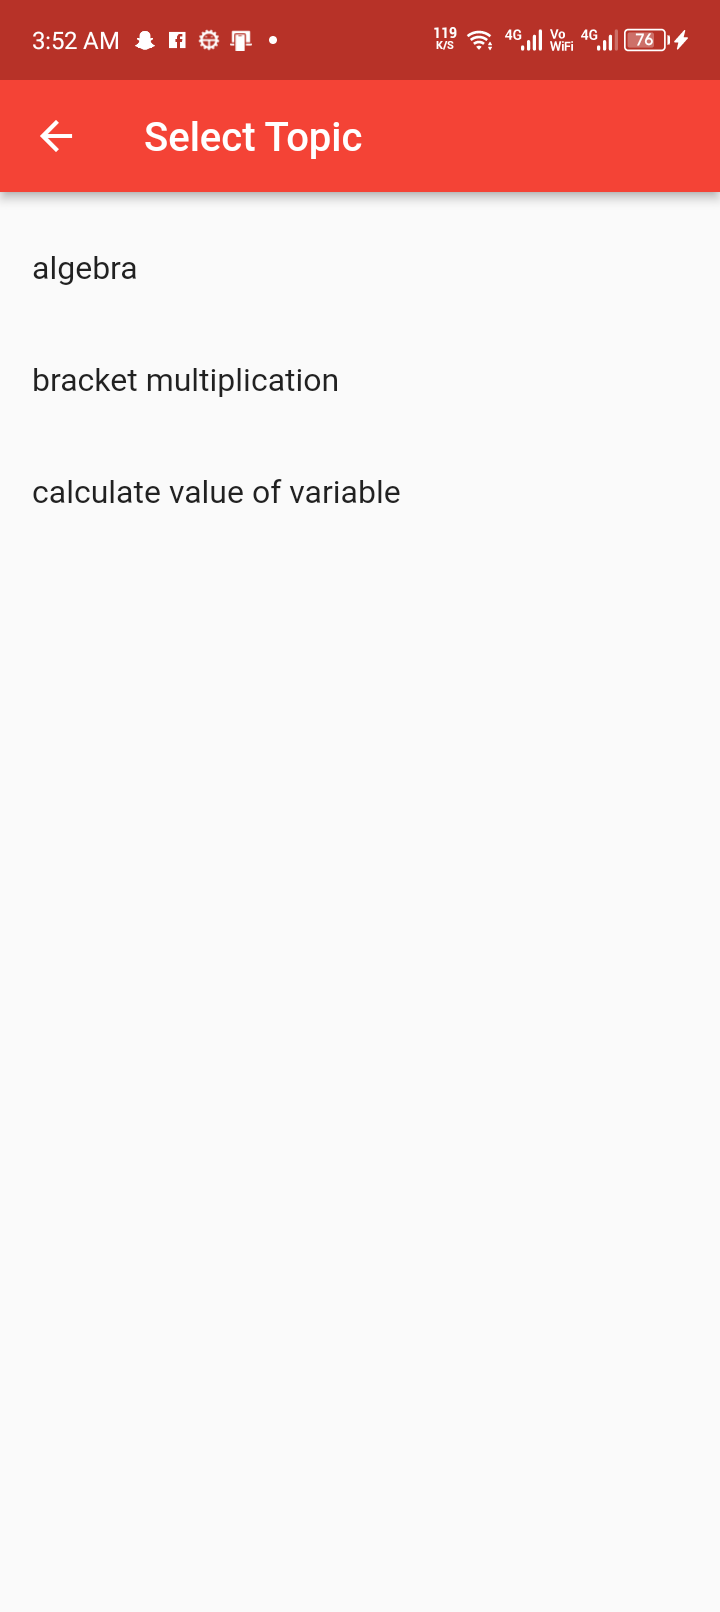 3:52 AM 119 K/S 4G Vo WiFi 4G 76
Select Topic
algebra
bracket multiplication
calculate value of variable